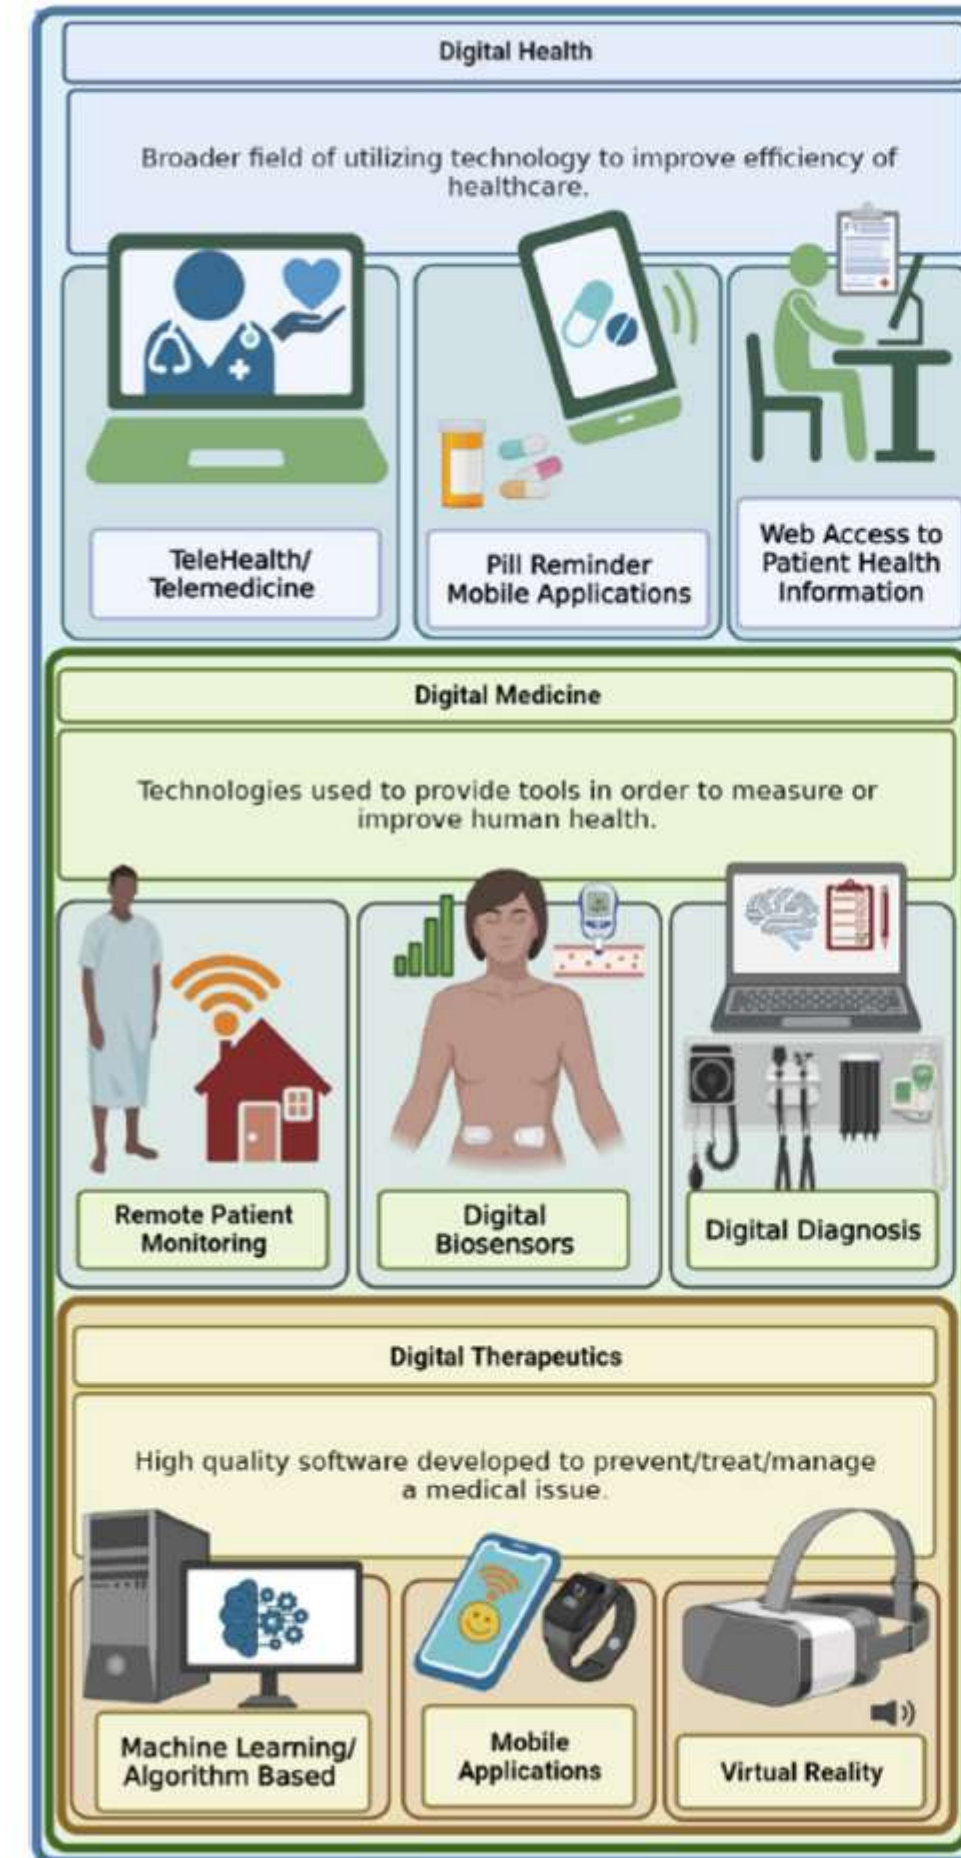 Digital Health
Broader field of utilizing technology to improve efficiency of
healthcare.
TeleHealth/
Telemedicine
Pill Reminder
Mobile Applications
Web Access to
Patient Health
Information
Digital Medicine
Technologies used to provide tools in order to measure or
improve human health.
Remote Patient
Monitoring
Digital
Biosensors
Digital Diagnosis
Digital Therapeutics
High quality software developed to prevent/treat/manage
a medical issue.
Machine Learning/
Algorithm Based
Mobile
Applications
Virtual Reality